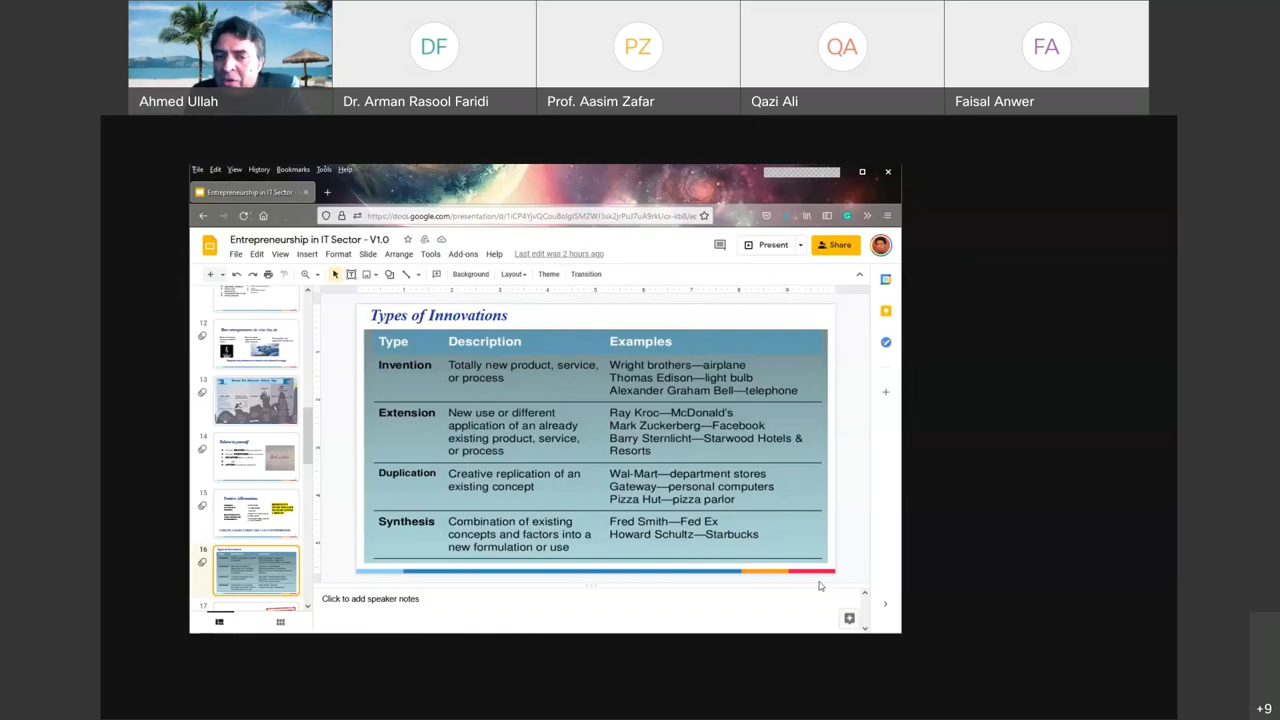 DF
PZ
QA
FA
Ahmed Ullah
Dr. Arman Rasool Faridi
Prof. Aasim Zafar
Qazi Ali
Faisal Anwer
File Edit View History Bookmarks Tools Help
Entrepreneurship in IT Sector -
Entrepreneurship in IT Sector - V1.0
File Edit View Insert Format Slide Arrange Tools Add-ons Help
Last edit was 2 hours ago
Present
Share
Background
Layout
Theme
Transition
12
13
14
15
16
17
Types of Innovations
Type Description Examples
Invention Totally new product, service, Wright brothers—airplane
or process Thomas Edison—light bulb
Alexander Graham Bell—telephone
Extension New use or different Ray Kroc—McDonald's
application of an already Mark Zuckerberg—Facebook
existing product, service, Barry Sternlicht—Starwood Hotels &
or process Resorts
Duplication Creative replication of an Wal-Mart—department stores
existing concept Gateway—personal computers
Pizza Hut—pizza parlor
Synthesis Combination of existing Fred Smith—Fed Ex
concepts and factors into a Howard Schultz—Starbucks
new formulation or use
Click to add speaker notes
+9